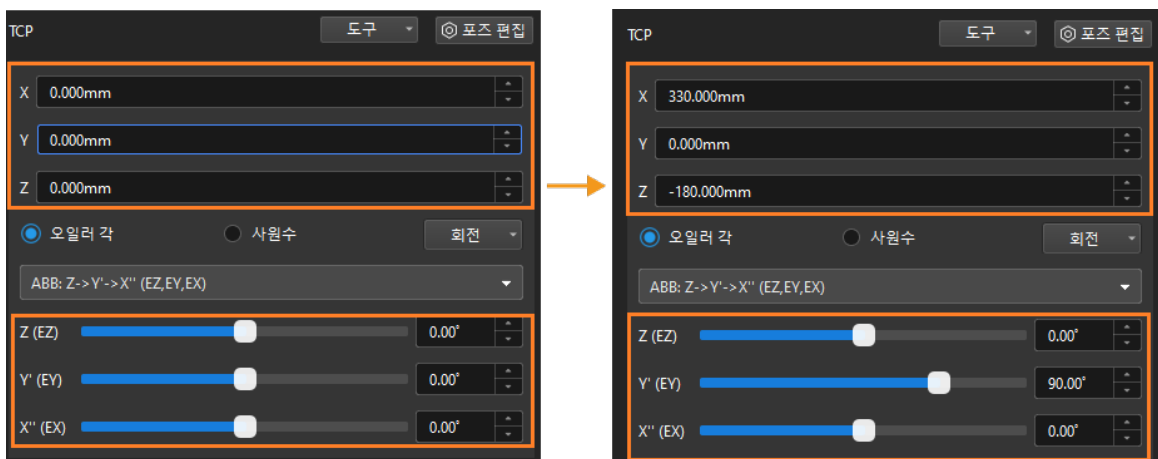 TCP 도구 포즈 편집
X 0.000mm
Y 0.000mm
Z 0.000mm
오일러 각 사원수 회전
ABB: Z->Y'->X'' (EZ,EY,EX)
Z (EZ) 0.00°
Y' (EY) 0.00°
X'' (EX) 0.00°
TCP 도구 포즈 편집
X 330.000mm
Y 0.000mm
Z -180.000mm
오일러 각 사원수 회전
ABB: Z->Y'->X'' (EZ,EY,EX)
Z (EZ) 0.00°
Y' (EY) 90.00°
X'' (EX) 0.00°